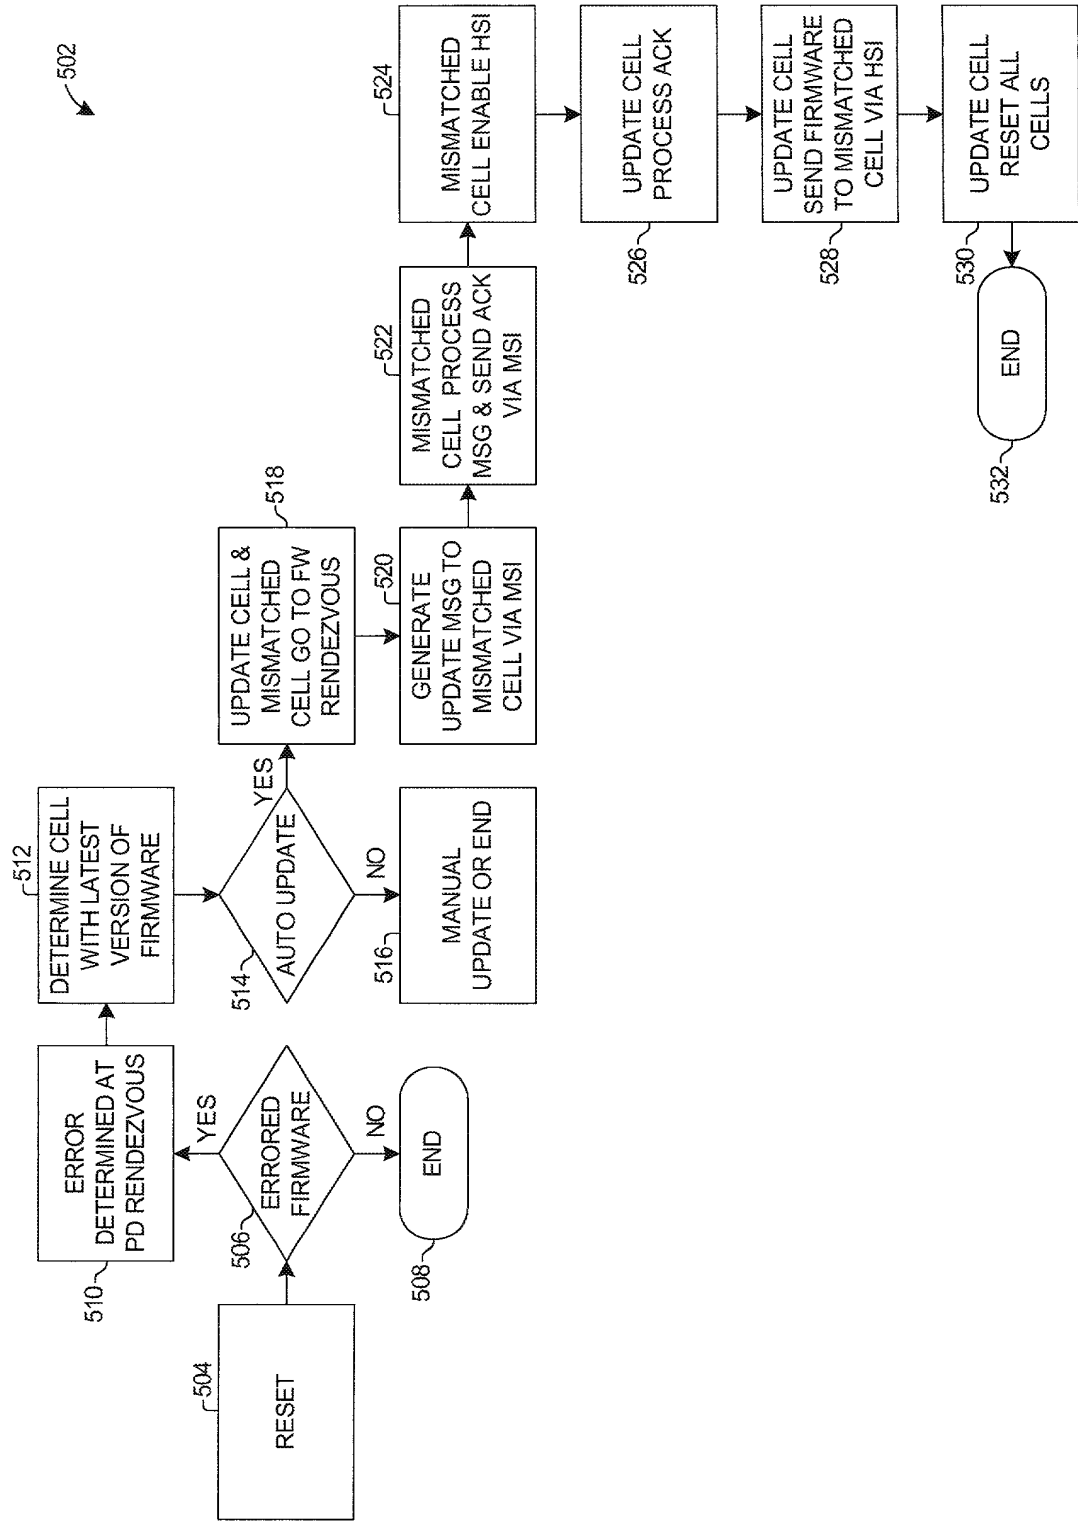 502
504
RESET
506
ERRORED
FIRMWARE
YES
NO
508
END
510
ERROR
DETERMINED AT
PD RENDEZVOUS
512
DETERMINE CELL
WITH LATEST
VERSION OF
FIRMWARE
514
AUTO UPDATE
YES
NO
516
MANUAL
UPDATE OR END
518
UPDATE CELL &
MISMATCHED
CELL GO TO FW
RENDEZVOUS
520
GENERATE
UPDATE MSG TO
MISMATCHED
CELL VIA MSI
522
MISMATCHED
CELL PROCESS
MSG & SEND ACK
VIA MSI
524
MISMATCHED
CELL ENABLE HSI
526
UPDATE CELL
PROCESS ACK
528
UPDATE CELL
SEND FIRMWARE
TO MISMATCHED
CELL VIA HSI
530
UPDATE CELL
RESET ALL
CELLS
532
END